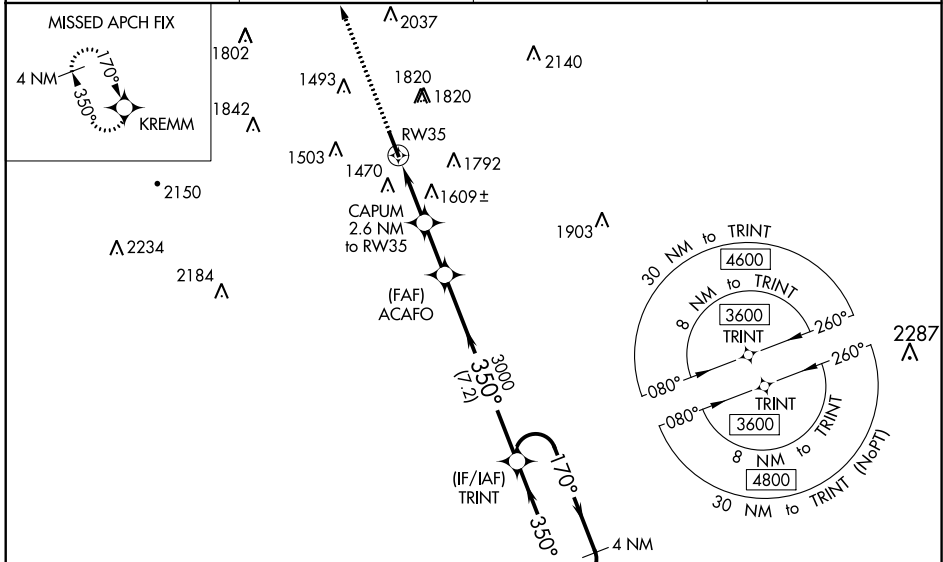 MISSED APCH FIX
4 NM
170°
350°
KREMM
1802
1842
2037
2140
1493
1820
1820
RW35
1503
1470
1792
1609±
2150
CAPUM
2.6 NM
to RW35
1903
2234
2184
(FAF)
ACAFO
3000
350°
(7.2)
(IF/IAF)
TRINT
170°
350°
4 NM
30 NM to TRINT
4600
8 NM to TRINT
3600
TRINT
260°
080°
2287
260°
080°
TRINT
3600
8 NM to TRINT
4800
30 NM to TRINT (NoPT)